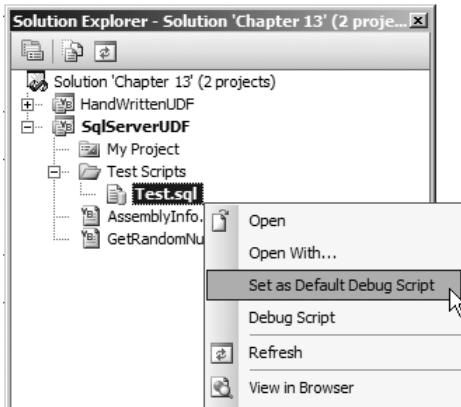 Solution Explorer - Solution 'Chapter 13' (2 proje...
Solution 'Chapter 13' (2 projects)
HandWrittenUDF
SqlServerUDF
My Project
Test Scripts
Test.sql
AssemblyInfo.
GetRandomNu
Open
Open With...
Set as Default Debug Script
Debug Script
Refresh
View in Browser